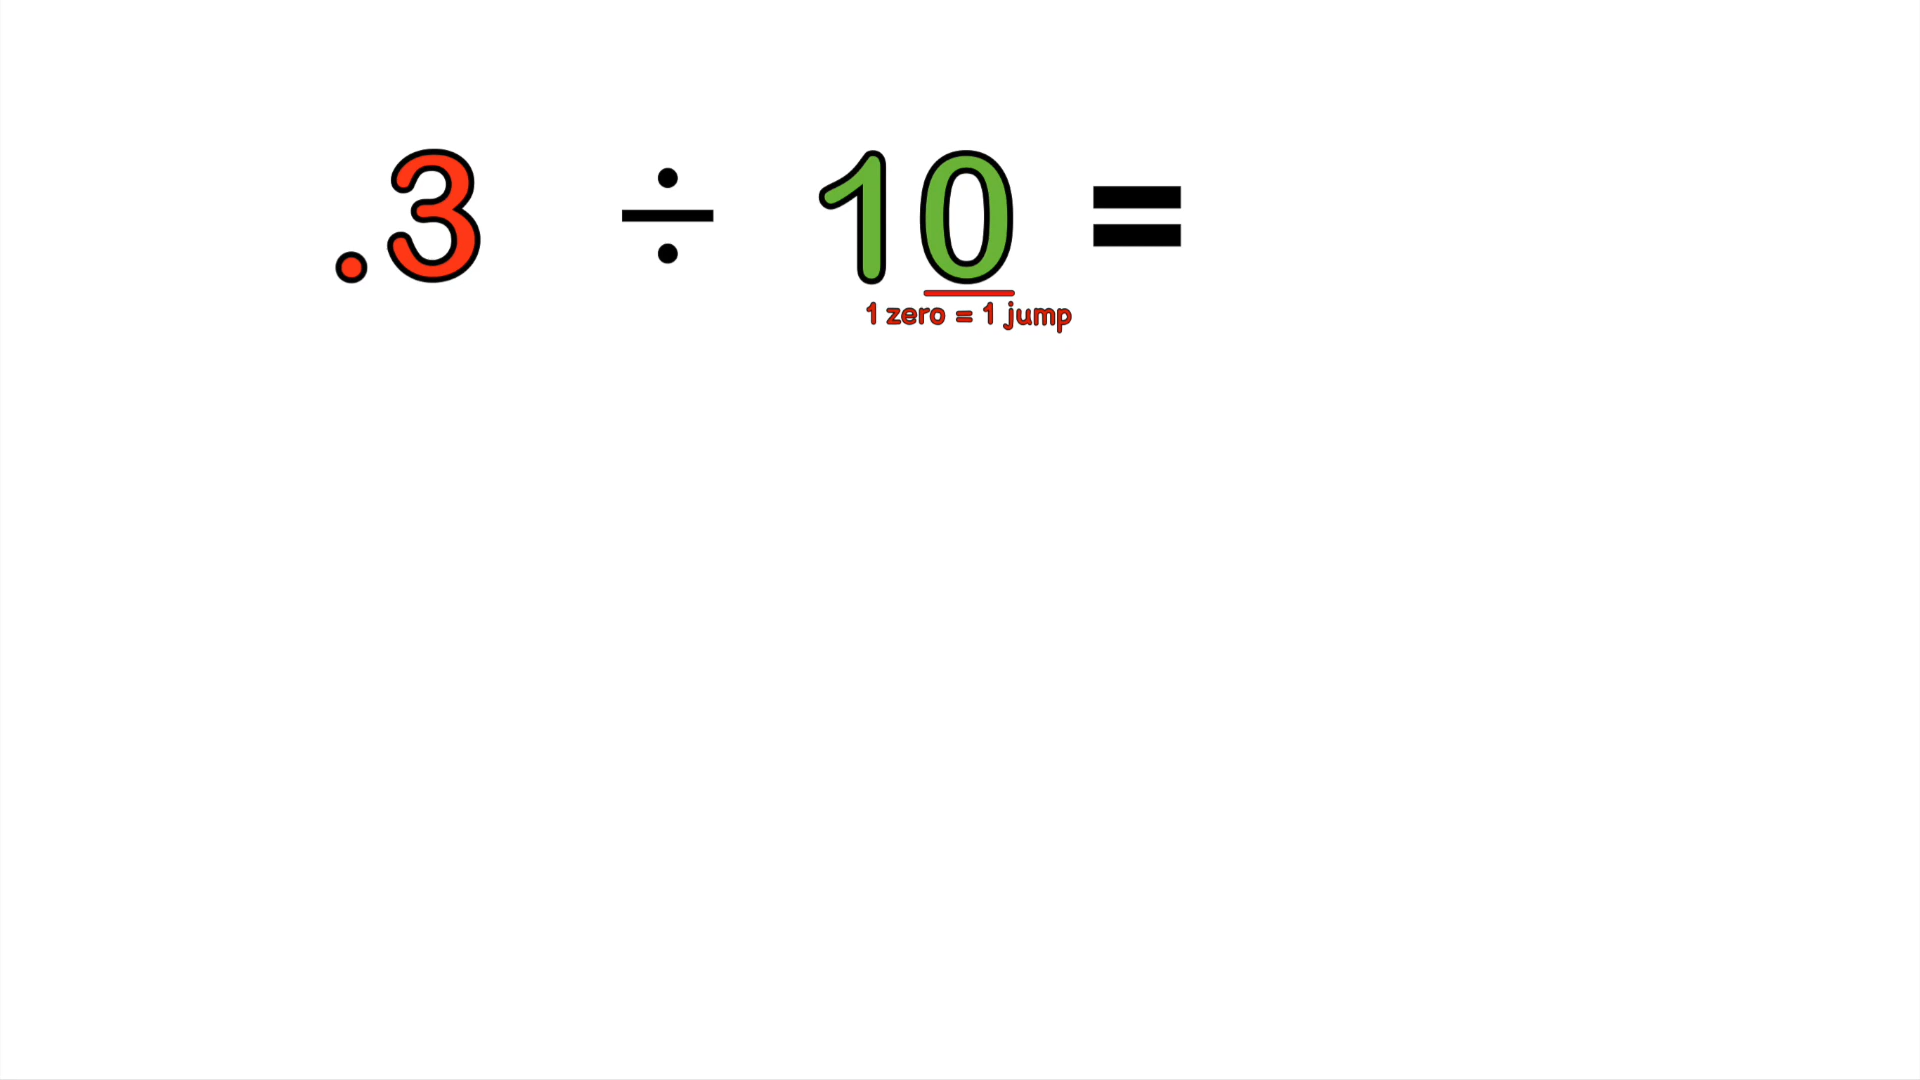 .3 ÷ 10 =
1 zero = 1 jump